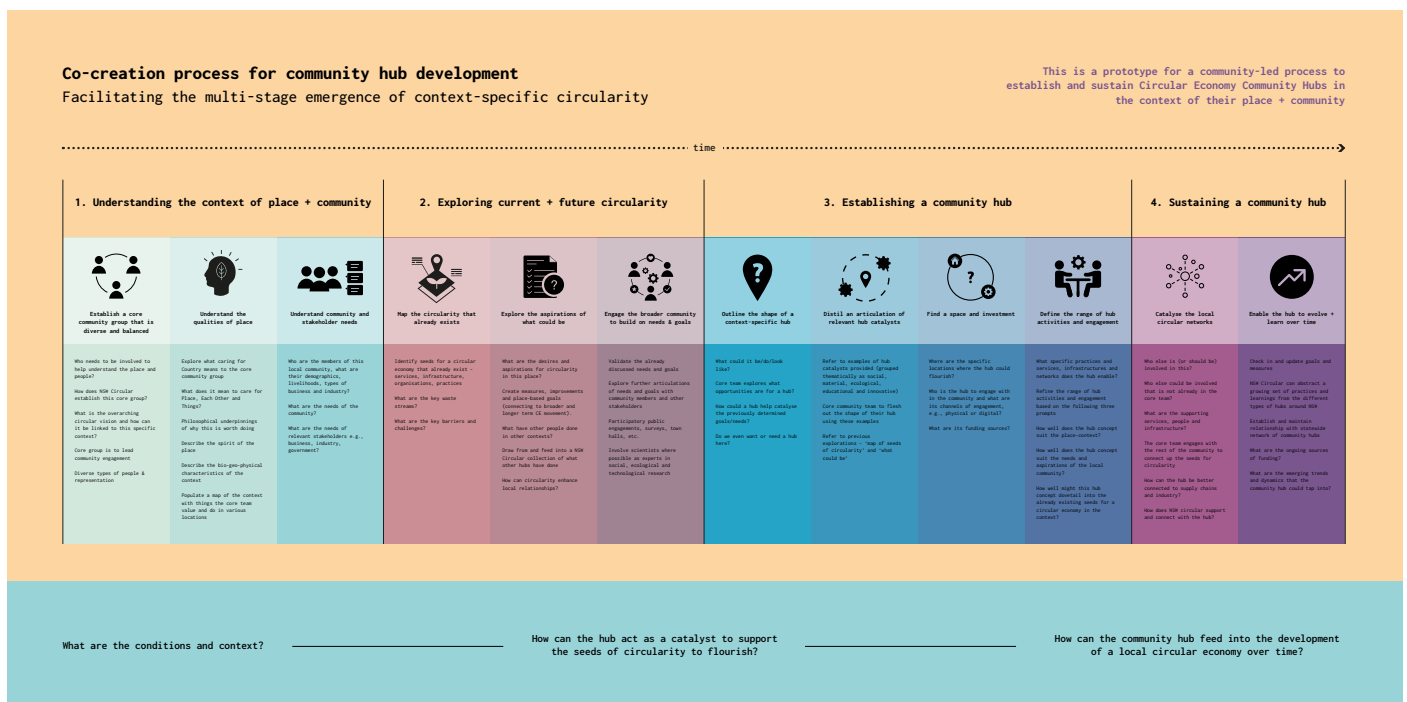 Co-creation process for community hub development
Facilitating the multi-stage emergence of context-specific circularity
This is a prototype for a community-led process to
establish and sustain Circular Economy Community Hubs in
the context of their place + community
time
1. Understanding the context of place + community
2. Exploring current + future circularity
3. Establishing a community hub
4. Sustaining a community hub
Establish a core
community group that is
diverse and balanced
Who needs to be involved to
help understand the place and
people?
How does NSW Circular
establish this core group?
What is the overarching
circular vision and how can
it be linked to this specific
context?
Core group is to lead
community engagement
Diverse types of people &
representation
Understand the
qualities of place
Explore what caring for
Country means to the core
community group
What does it mean to care for
Place, Each Other and
Things?
Philosophical underpinnings
of why this is worth doing
Describe the spirit of the
place
Describe the bio-geo-physical
characteristics of the
context
Populate a map of the context
with things the core team
value and do in various
locations
Understand community and
stakeholder needs
Who are the members of this
local community, what are
their demographics,
livelihoods, types of
business and industry?
What are the needs of the
community?
What are the needs of
relevant stakeholders e.g.,
business, industry,
government?
Map the circularity that
already exists
Identify seeds for a circular
economy that already exist -
services, infrastructure,
organisations, practices
What are the key waste
streams?
What are the key barriers and
challenges?
Explore the aspirations of
what could be
What are the desires and
aspirations for circularity
in this place?
Create measures, improvements
and place-based goals
(connecting to broader and
longer term CE movement)
What have other people done
in other contexts?
Draw from and feed into a NSW
Circular collection of what
other hubs have done
How can circularity enhance
local relationships?
Engage the broader community
to build on needs & goals
Validate the already
discussed needs and goals
Explore further articulations
of needs and goals with
community members and other
stakeholders
Participatory public
engagements, surveys, town
halls, etc.
Involve scientists where
possible as experts in
social, ecological and
technological research
Outline the shape of a
context-specific hub
What could it be/do/look
like?
Core team explores what
opportunities are for a hub?
How could a hub help catalyse
the previously determined
goals/needs?
Do we even want or need a hub
here?
Distil an articulation of
relevant hub catalysts
Refer to examples of hub
catalysts provided (grouped
thematically as social,
material, ecological,
educational and innovative)
Core community team to flesh
out the shape of their hub
using these examples
Refer to previous
explorations - 'map of seeds
of circularity' and 'what
could be'
Find a space and investment
Where are the specific
locations where the hub could
flourish?
Who is the hub to engage with
in the community and what are
its channels of engagement,
e.g., physical or digital?
What are its funding sources?
Define the range of hub
activities and engagement
What specific practices and
services, infrastructures and
networks does the hub enable?
Refine the range of hub
activities and engagement
based on the following three
prompts
How well does the hub concept
suit the place-context?
How well does the hub concept
suit the needs and
aspirations of the local
community?
How well might this hub
concept dovetail into the
already existing seeds for a
circular economy in the
context?
Catalyse the local
circular networks
Who else is (or should be)
involved in this?
Who else could be involved
that is not already in the
core team?
What are the supporting
services, people and
infrastructure?
The core team engages with
the rest of the community to
connect up the needs for
circularity
How can the hub be better
connected to supply chains
and industry?
How does NSW circular support
and connect with the hub?
Enable the hub to evolve +
learn over time
Check in and update goals and
measures
NSW Circular can abstract a
growing set of practices and
learnings from the different
types of hubs around NSW
Establish and maintain
relationship with statewide
network of community hubs
What are the ongoing sources
of funding?
What are the emerging trends
and dynamics that the
community hub could tap into?
What are the conditions and context?
How can the hub act as a catalyst to support
the seeds of circularity to flourish?
How can the community hub feed into the development
of a local circular economy over time?